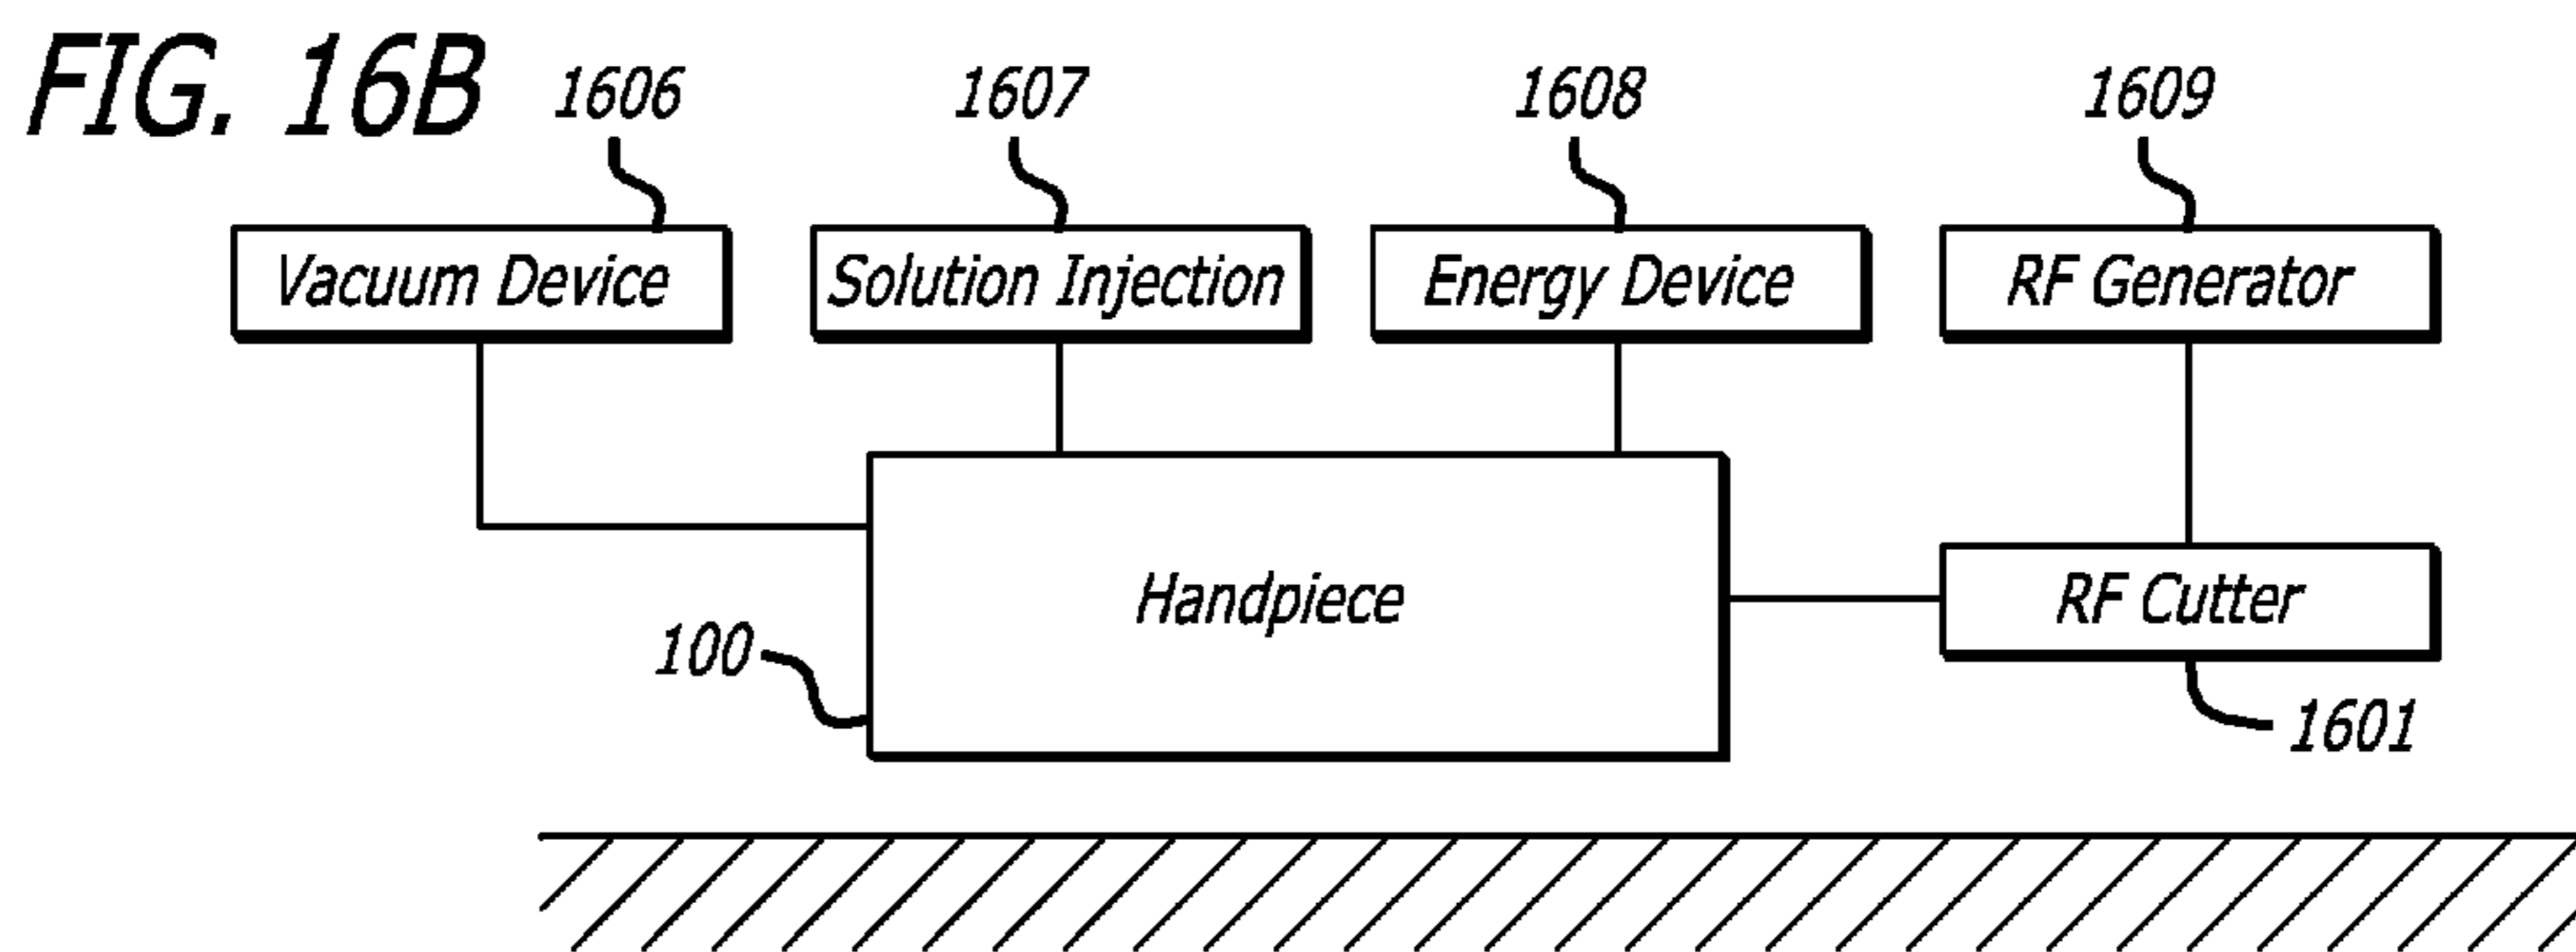 FIG. 16B
1606
1607
1608
1609
Vacuum Device
Solution Injection
Energy Device
RF Generator
Handpiece
RF Cutter
100
1601